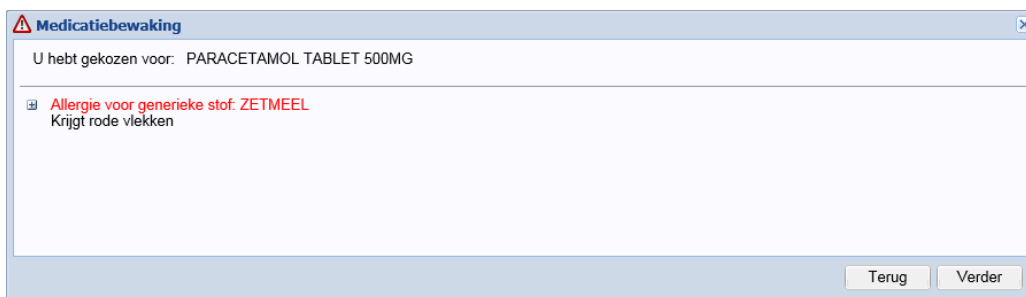 Medicatiebewaking
U hebt gekozen voor: PARACETAMOL TABLET 500MG
Allergie voor generieke stof: ZETMEEL
Krijgt rode vlekken
Terug Verder